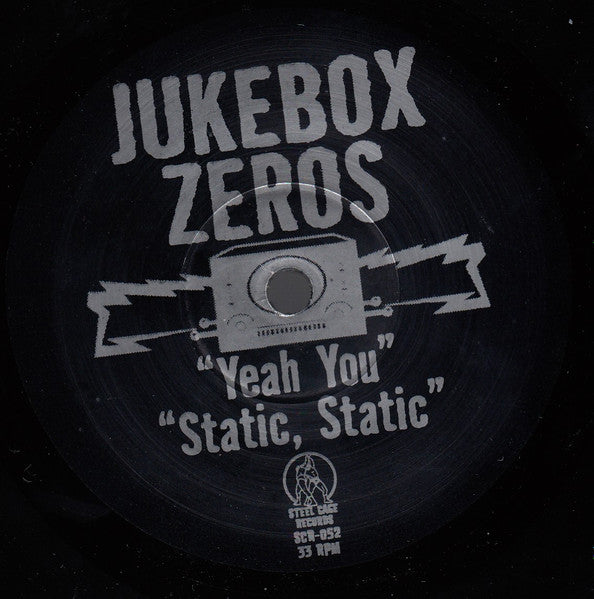 JUKEBOX
ZEROS
“Yeah You”
“Static, Static”
STEEL CAGE
RECORDS
SCR-052
33 RPM